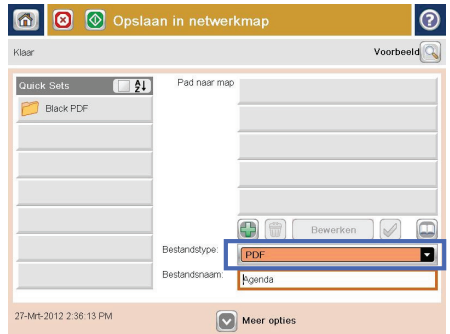 Opslaan in netwerkmap
Klaar
Voorbeeld
Quick Sets
Pad naar map
Black PDF
Bewerken
Bestandstype:
PDF
Bestandsnaam:
Agenda
27-Mrt-2012 2:36:13 PM
Meer opties